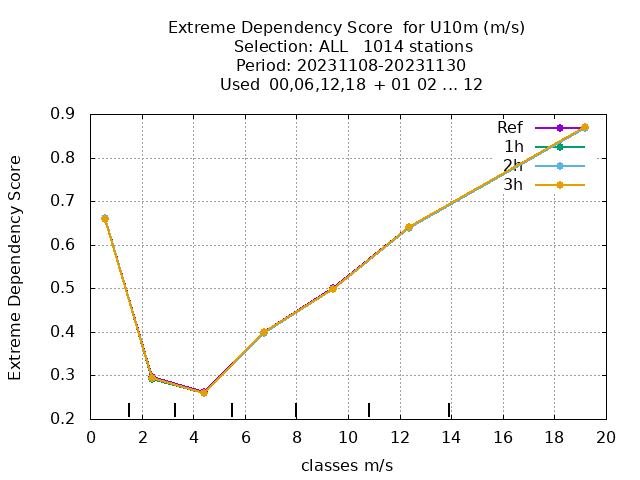 Extreme Dependency Score  for U10m (m/s)
Selection: ALL   1014 stations
Period: 20231108-20231130
Used  00,06,12,18  + 01 02 ... 12
Extreme Dependency Score
0.9
0.8
0.7
0.6
0.5
0.4
0.3
0.2
Ref
1h
2h
3h
0 2 4 6 8 10 12 14 16 18 20
classes m/s